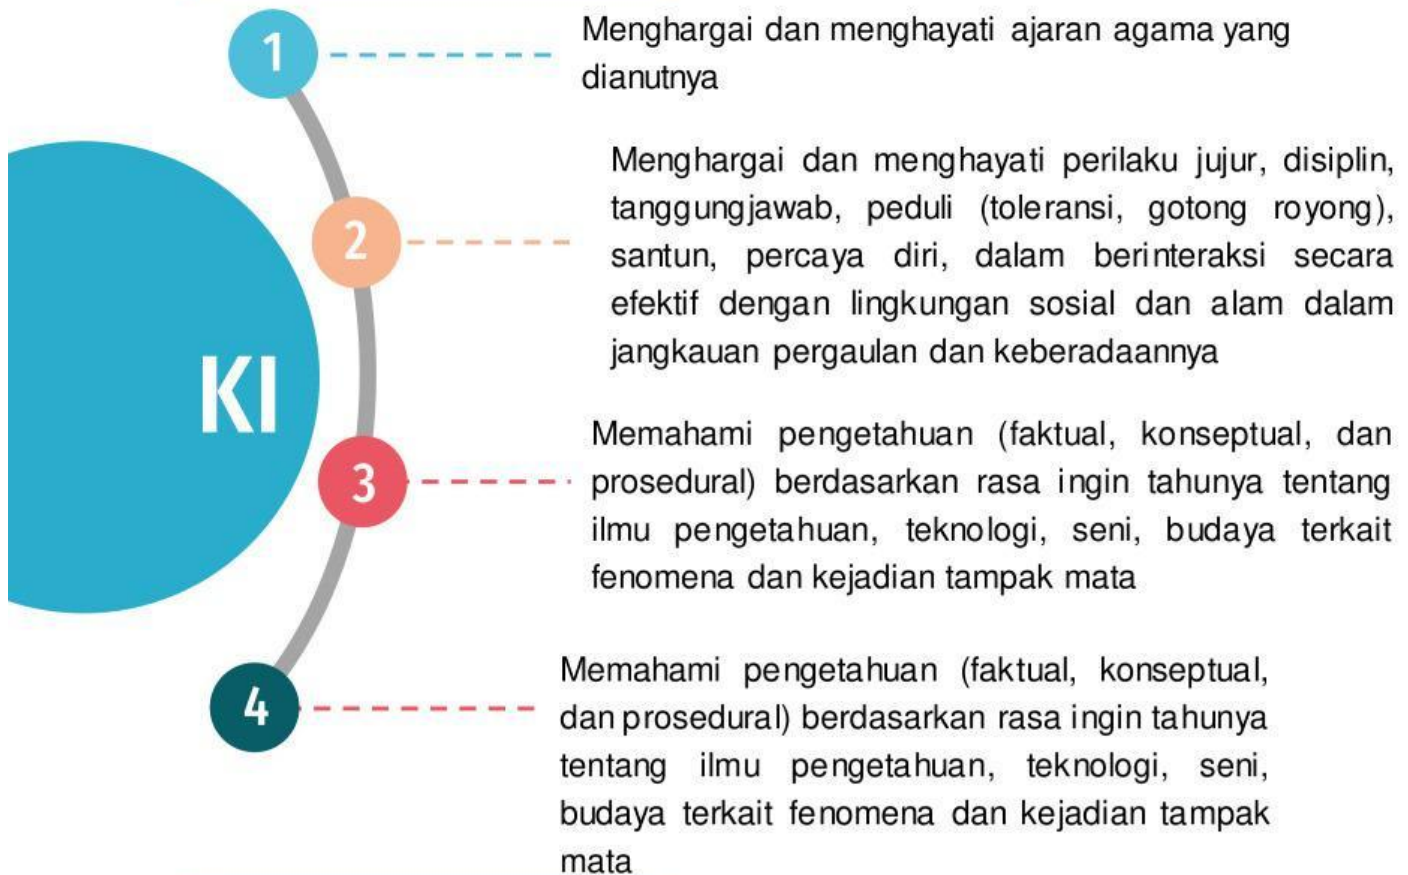 KI
1
Menghargai dan menghayati ajaran agama yang
dianutnya
2
Menghargai dan menghayati perilaku jujur, disiplin,
tanggungjawab, peduli (toleransi, gotong royong),
santun, percaya diri, dalam berinteraksi secara
efektif dengan lingkungan sosial dan alam dalam
jangkauan pergaulan dan keberadaannya
3
Memahami pengetahuan (faktual, konseptual, dan
prosedural) berdasarkan rasa ingin tahunya tentang
ilmu pengetahuan, teknologi, seni, budaya terkait
fenomena dan kejadian tampak mata
4
Memahami pengetahuan (faktual, konseptual,
dan prosedural) berdasarkan rasa ingin tahunya
tentang ilmu pengetahuan, teknologi, seni,
budaya terkait fenomena dan kejadian tampak
mata